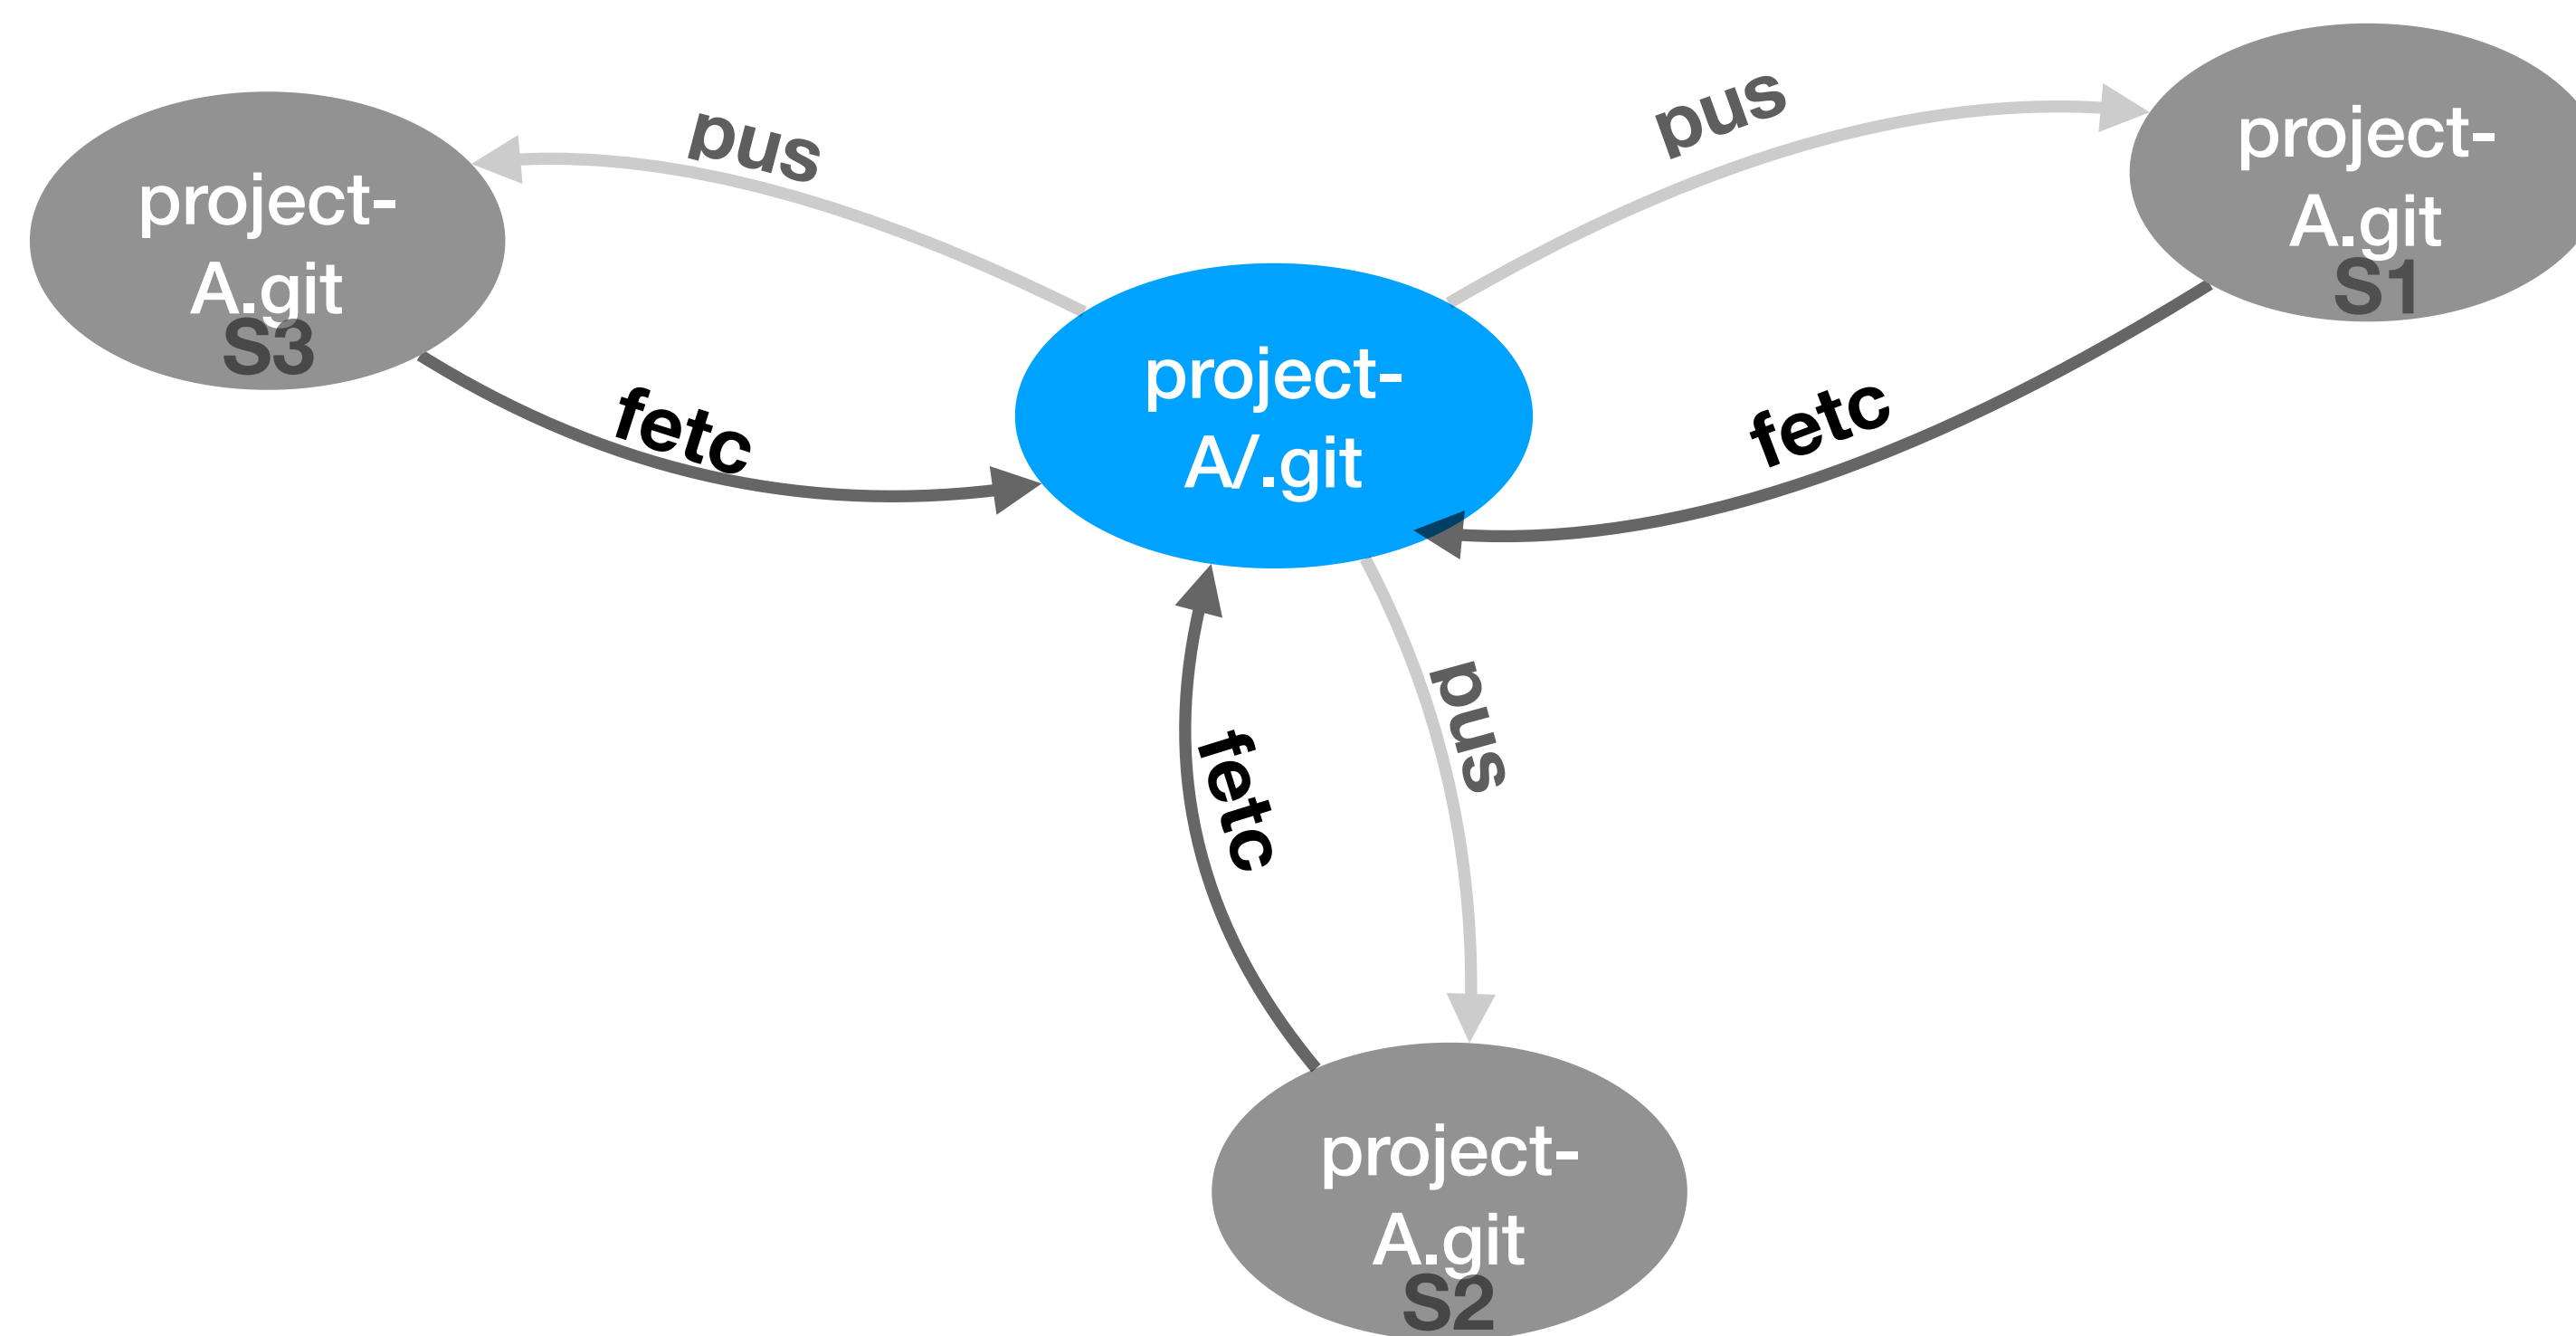 pus
pus
project-
A.git
S1
project-
A.git
S3
project-
A/.git
fetc
fetc
pus
fetc
project-
A.git
S2